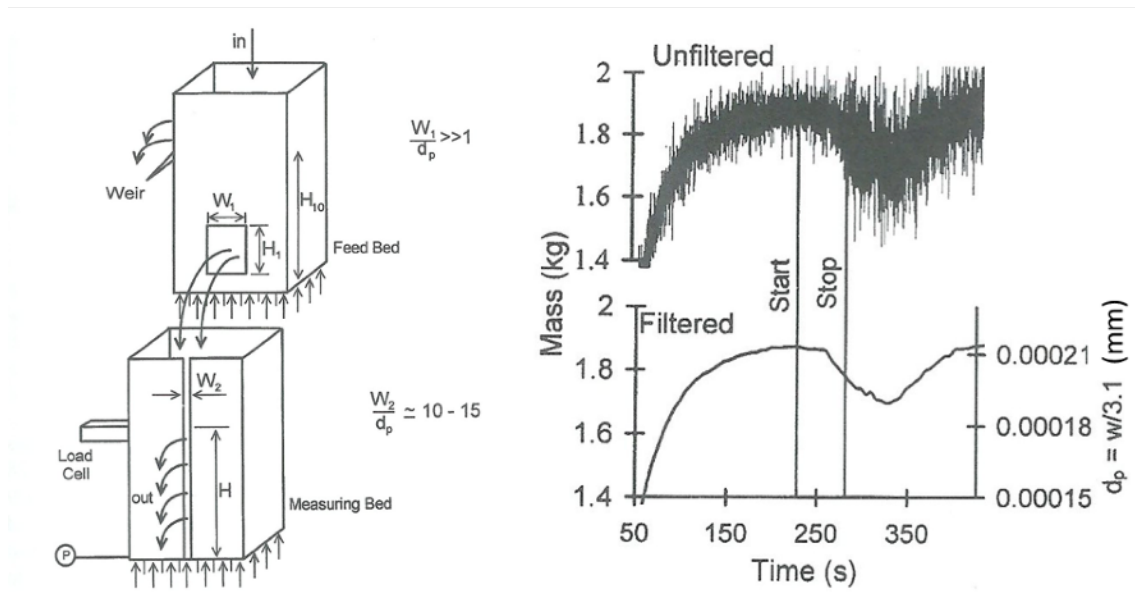 in
W₁/dₚ >>1
Weir
W₁
H₁₀
H₁
Feed Bed
W₂
W₂/dₚ ≃ 10 - 15
Load
Cell
out
H
Measuring Bed
P
Unfiltered
2
1.8
1.6
1.4
Mass (kg)
Start
Stop
Filtered
2
1.8
1.6
1.4
0.00021
0.00018
0.00015
dₚ = w/3.1 (mm)
50
150
250
350
Time (s)